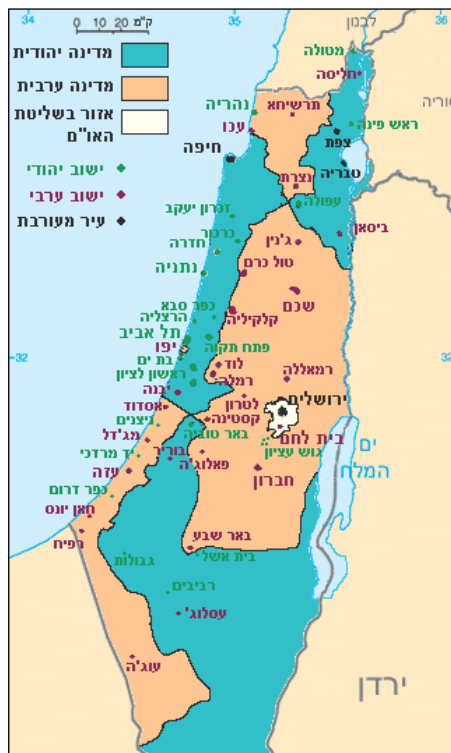 34
35
36
ק"מ
0 10 20
מדינה יהודית
מדינה ערבית
אזור בשליטת
האו"ם
ישוב יהודי
ישוב ערבי
עיר מעורבת
לבנון
מטולה
חליסה
סוריה
תרשיחא
נהריה
ראש פינה
עכו
צפת
חיפה
טבריה
נצרת
עפולה
זכרון יעקב
ביסאן
כרכור
ג'נין
חדרה
טול כרם
נתניה
שכם
כפר סבא
הרצליה
קלקיליה
תל אביב
פתח תקוה
יפו
32
32
בת ים
לוד
רמאללה
ראשון לציון
רמלה
יבנה
לטרון
ירושלים
אסדוד
קסטינה
ניצנים
באר טוביה
בית לחם
מג'דל
גוש עציון
ים
המלח
יד מרדכי
בוריר
פאלוג'ה
עזה
חברון
כפר דרום
חאן יונס
רפיח
באר שבע
גבולות
בית אשל
רביבים
עסלוג'
עוג'ה
ירדן